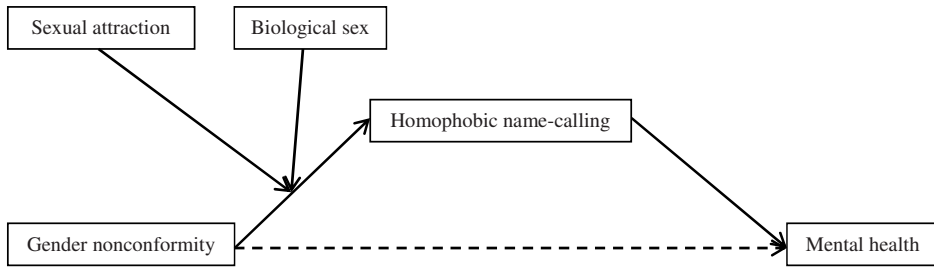 Sexual attraction
Biological sex
Homophobic name-calling
Gender nonconformity
Mental health